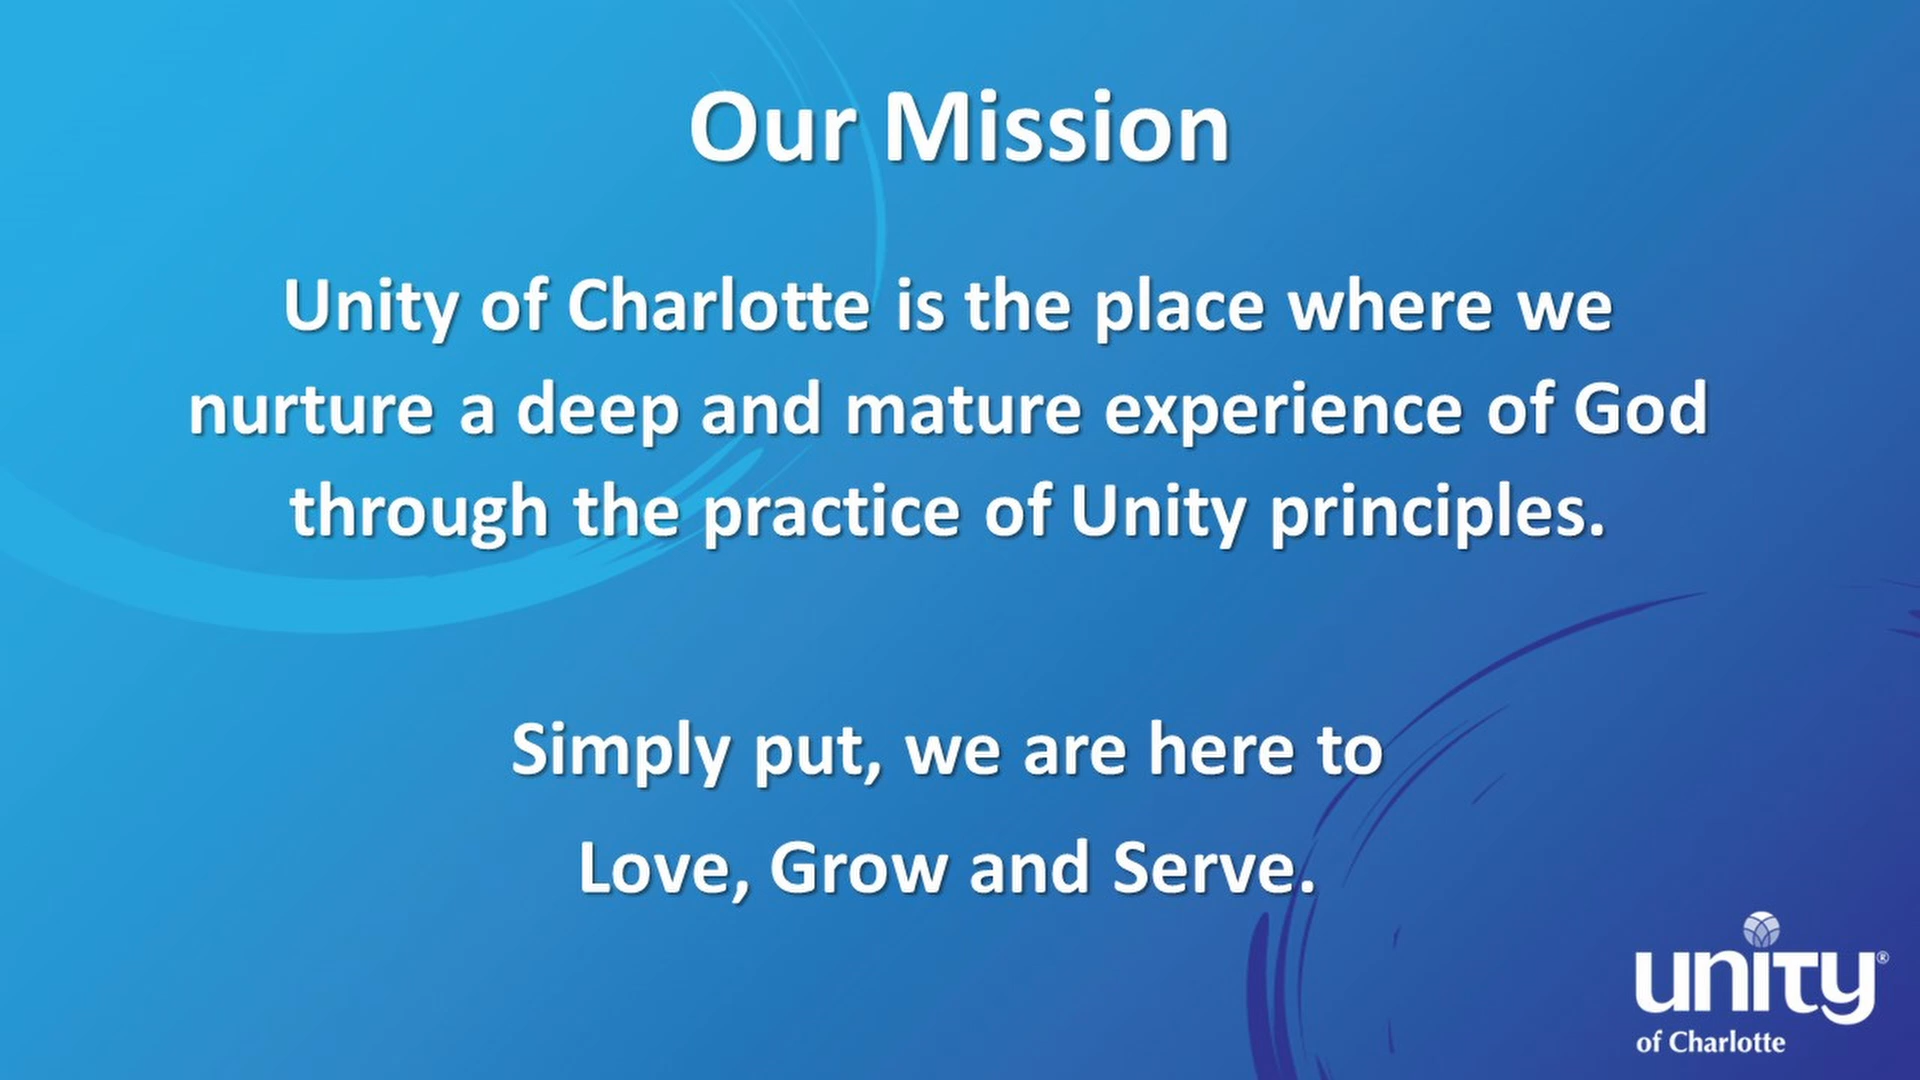 Our Mission
Unity of Charlotte is the place where we
nurture a deep and mature experience of God
through the practice of Unity principles.
Simply put, we are here to
Love, Grow and Serve.
unity®
of Charlotte